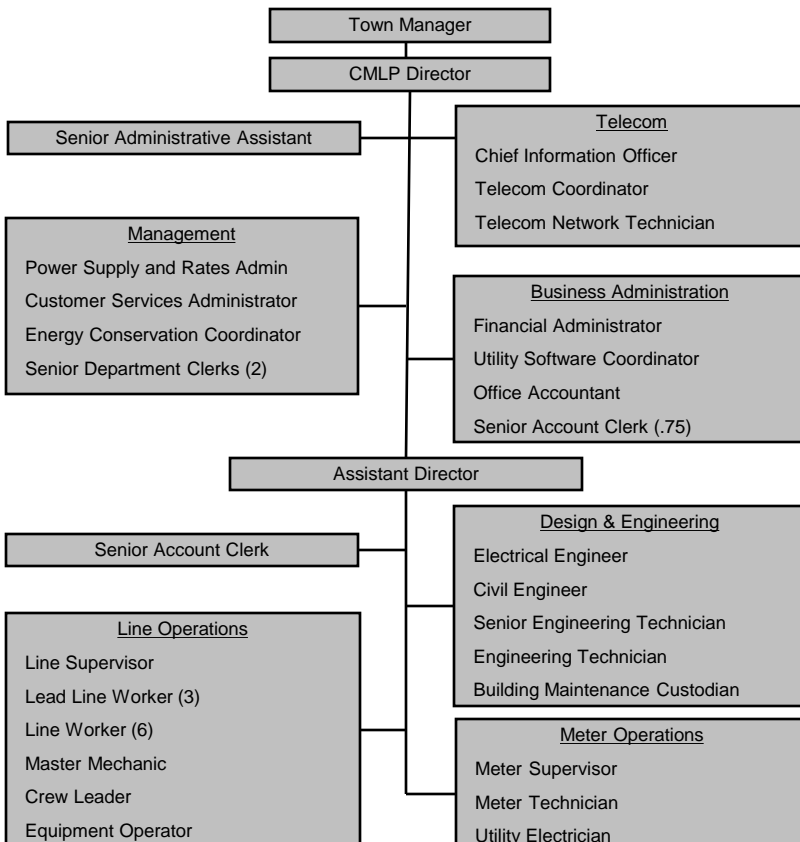 Town Manager
CMLP Director
Senior Administrative Assistant
Telecom
Chief Information Officer
Telecom Coordinator
Telecom Network Technician
Management
Power Supply and Rates Admin
Customer Services Administrator
Energy Conservation Coordinator
Senior Department Clerks (2)
Business Administration
Financial Administrator
Utility Software Coordinator
Office Accountant
Senior Account Clerk (.75)
Assistant Director
Senior Account Clerk
Design & Engineering
Electrical Engineer
Civil Engineer
Senior Engineering Technician
Engineering Technician
Building Maintenance Custodian
Line Operations
Line Supervisor
Lead Line Worker (3)
Line Worker (6)
Master Mechanic
Crew Leader
Equipment Operator
Meter Operations
Meter Supervisor
Meter Technician
Utility Electrician